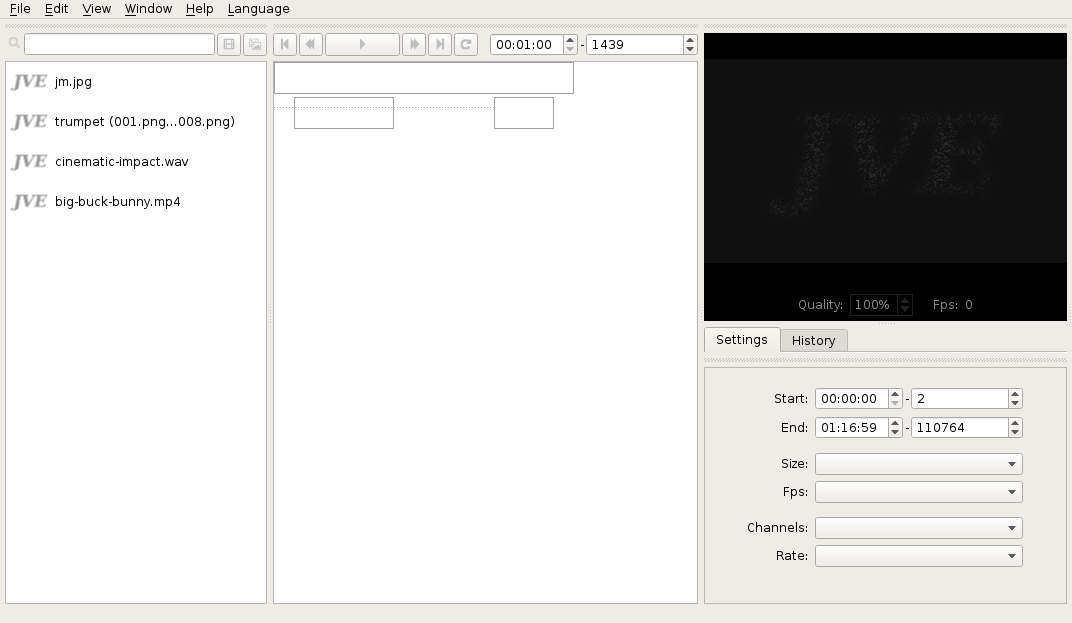 File Edit View Window Help Language
00:01:00 - 1439
JVE jm.jpg
JVE trumpet (001.png...008.png)
JVE cinematic-impact.wav
JVE big-buck-bunny.mp4
JVE
Quality: 100% Fps: 0
Settings History
Start: 00:00:00 - 2
End: 01:16:59 - 110764
Size:
Fps:
Channels:
Rate: